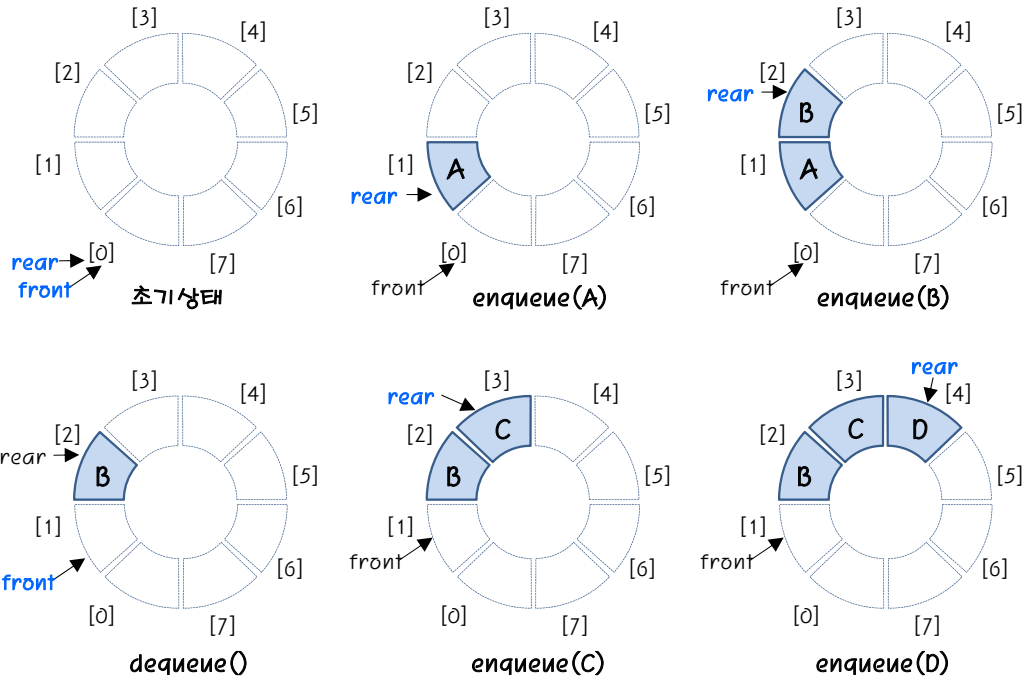 [3]
[4]
[2]
[5]
[1]
[6]
rear
[0]
front
[7]
초기상태
[3]
[4]
[2]
[5]
[1]
A
rear
[6]
[0]
front
[7]
enqueue(A)
[3]
[4]
[2]
rear
B
[5]
[1]
A
[6]
[0]
front
[7]
enqueue(B)
[3]
[4]
[2]
rear
B
[5]
[1]
front
[6]
[0]
[7]
dequeue()
rear
[3]
[4]
C
[2]
B
[5]
[1]
front
[6]
[0]
[7]
enqueue(C)
rear
[3]
[4]
C
D
[2]
B
[5]
[1]
front
[6]
[0]
[7]
enqueue(D)